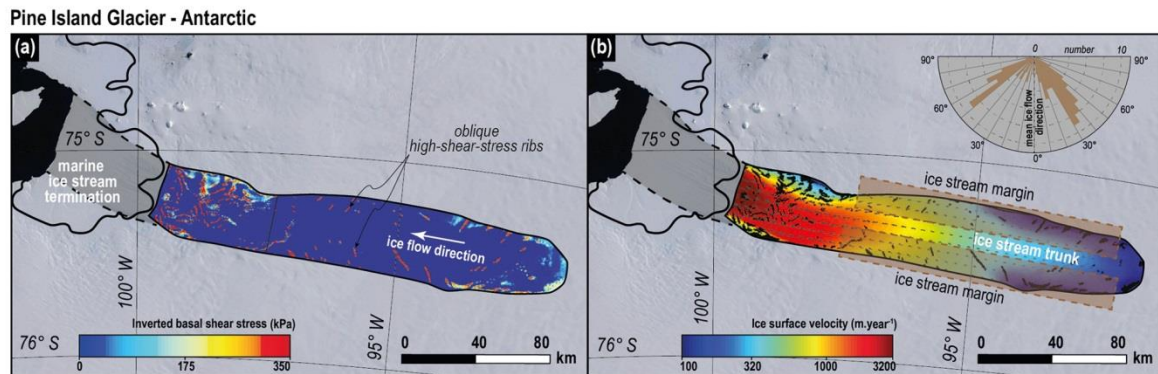 Pine Island Glacier - Antarctic
(a)
75° S
marine
ice stream
termination
oblique
high-shear-stress ribs
ice flow direction
100° W
95° W
Inverted basal shear stress (kPa)
0 175 350
76° S
0 40 80
km
(b)
0 number 10
90° 90°
60° 60°
30° 30°
0°
mean ice flow
direction
75° S
ice stream margin
ice stream trunk
ice stream margin
100° W
95° W
Ice surface velocity (m.year⁻¹)
100 320 1000 3200
76° S
0 40 80
km